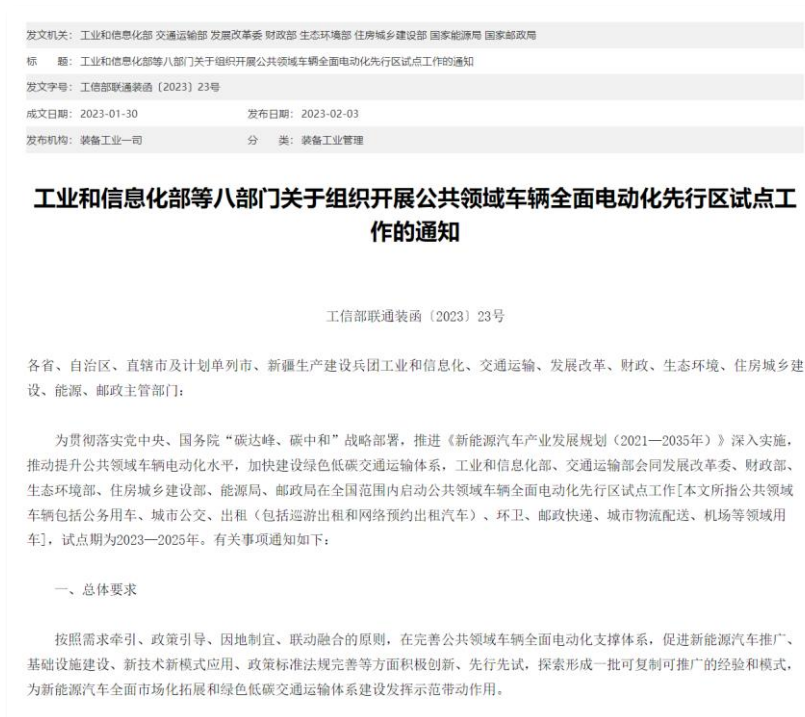 发文机关： 工业和信息化部 交通运输部 发展改革委 财政部 生态环境部 住房城乡建设部 国家能源局 国家邮政局
标　　题： 工业和信息化部等八部门关于组织开展公共领域车辆全面电动化先行区试点工作的通知
发文字号： 工信部联通装函〔2023〕23号
成文日期： 2023-01-30 发布日期： 2023-02-03
发布机构： 装备工业一司 分　　类： 装备工业管理
工业和信息化部等八部门关于组织开展公共领域车辆全面电动化先行区试点工
作的通知
工信部联通装函〔2023〕23号
各省、自治区、直辖市及计划单列市、新疆生产建设兵团工业和信息化、交通运输、发展改革、财政、生态环境、住房城乡建
设、能源、邮政主管部门：
为贯彻落实党中央、国务院“碳达峰、碳中和”战略部署，推进《新能源汽车产业发展规划（2021—2035年）》深入实施，
推动提升公共领域车辆电动化水平，加快建设绿色低碳交通运输体系，工业和信息化部、交通运输部会同发展改革委、财政部、
生态环境部、住房城乡建设部、能源局、邮政局在全国范围内启动公共领域车辆全面电动化先行区试点工作[本文所指公共领域
车辆包括公务用车、城市公交、出租（包括巡游出租和网络预约出租汽车）、环卫、邮政快递、城市物流配送、机场等领域用
车]，试点期为2023—2025年。有关事项通知如下：
一、总体要求
按照需求牵引、政策引导、因地制宜、联动融合的原则，在完善公共领域车辆全面电动化支撑体系，促进新能源汽车推广、
基础设施建设、新技术新模式应用、政策标准法规完善等方面积极创新、先行先试，探索形成一批可复制可推广的经验和模式，
为新能源汽车全面市场化拓展和绿色低碳交通运输体系建设发挥示范带动作用。